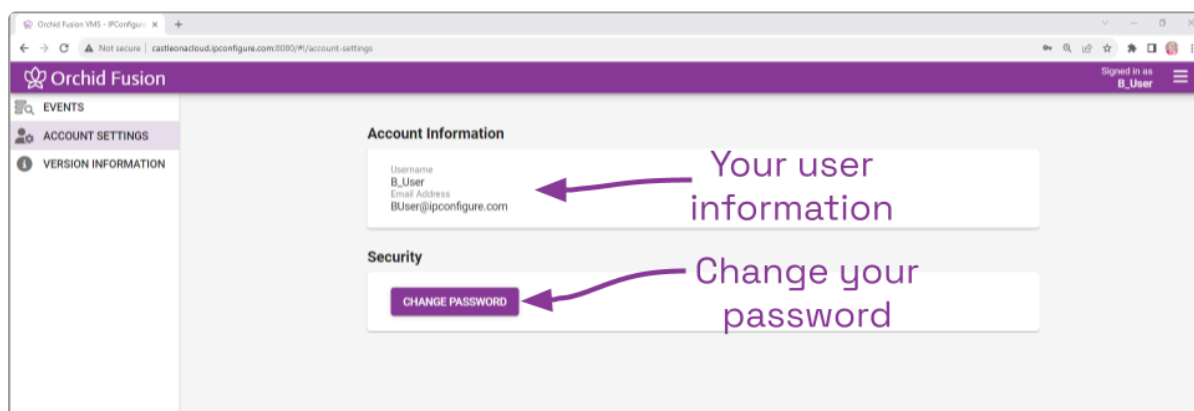 Orchid Fusion VMS - IPConfigure
Not secure | castleonacloud.ipconfigure.com:8080/#!/account-settings
Orchid Fusion
Signed in as
B_User
EVENTS
ACCOUNT SETTINGS
VERSION INFORMATION
Account Information
Username
B_User
Email Address
BUser@ipconfigure.com
Your user
information
Security
CHANGE PASSWORD
Change your
password